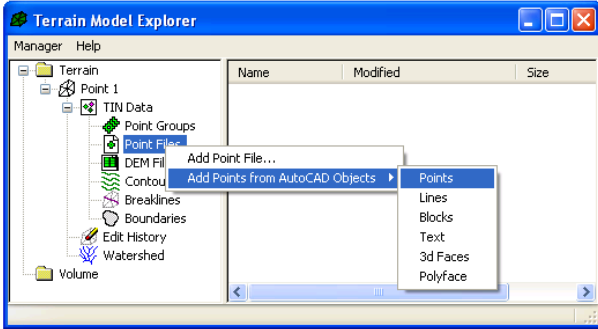 Terrain Model Explorer
Manager Help
Terrain
Point 1
TIN Data
Point Groups
Point Files
DEM Fil
Contou
Breaklines
Boundaries
Edit History
Watershed
Volume
Name Modified Size
Add Point File...
Add Points from AutoCAD Objects
Points
Lines
Blocks
Text
3d Faces
Polyface